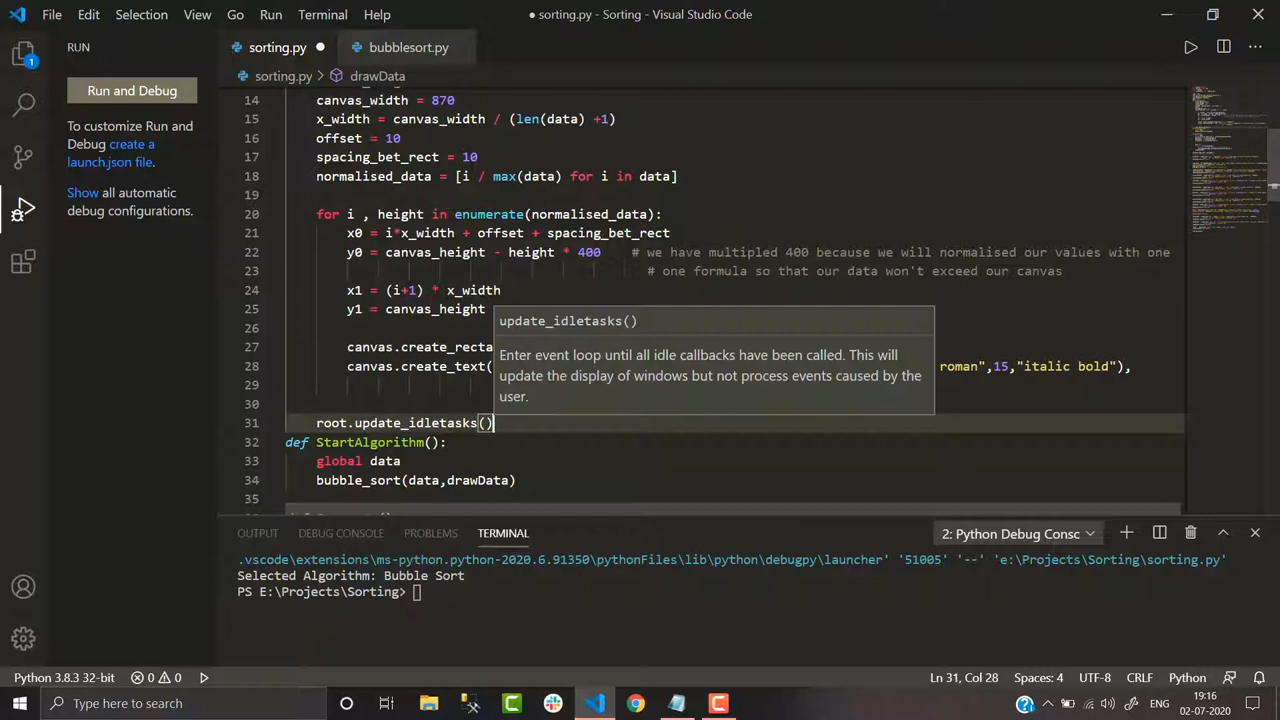 File Edit Selection View Go Run Terminal Help
● sorting.py - Sorting - Visual Studio Code
RUN
sorting.py
bubblesort.py
1
sorting.py > drawData
Run and Debug
To customize Run and
Debug create a
launch.json file.
Show all automatic
debug configurations.
14 canvas_width = 870
15 x_width = canvas_width / (len(data) +1)
16 offset = 10
17 spacing_bet_rect = 10
18 normalised_data = [i / max(data) for i in data]
19
20 for i , height in enumerate(normalised_data):
21 x0 = i*x_width + offset + spacing_bet_rect
22 y0 = canvas_height - height * 400 # we have multipled 400 because we will normalised our values with one
23 # one formula so that our data won't exceed our canvas
24 x1 = (i+1) * x_width
25 y1 = canvas_height
26
27 canvas.create_recta
28 canvas.create_text( roman",15,"italic bold"),
29
30
31 root.update_idletasks()
32 def StartAlgorithm():
33 global data
34 bubble_sort(data,drawData)
35
update_idletasks()
Enter event loop until all idle callbacks have been called. This will
update the display of windows but not process events caused by the
user.
OUTPUT DEBUG CONSOLE PROBLEMS TERMINAL
2: Python Debug Consc
.vscode\extensions\ms-python.python-2020.6.91350\pythonFiles\lib\python\debugpy\launcher' '51005' '--' 'e:\Projects\Sorting\sorting.py'
Selected Algorithm: Bubble Sort
PS E:\Projects\Sorting>
Python 3.8.3 32-bit 0 0
Ln 31, Col 28 Spaces: 4 UTF-8 CRLF Python
Type here to search
ENG
19:16
02-07-2020